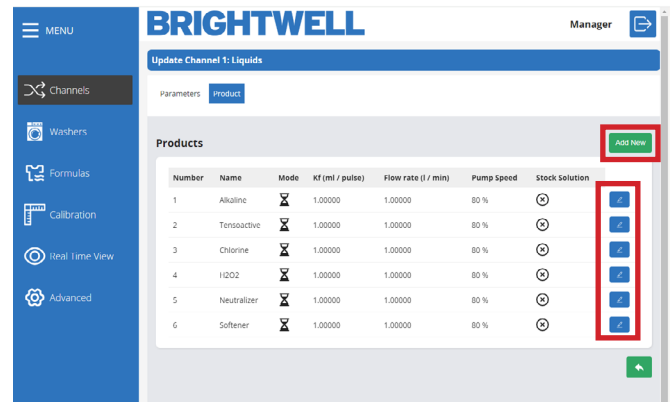 MENU
BRIGHTWELL
Manager
Update Channel 1: Liquids
Channels
Parameters Product
Washers
Products
Add New
Formulas
Number Name Mode Kf (ml / pulse) Flow rate (l / min) Pump Speed Stock Solution
1 Alkaline 1.00000 1.00000 80 %
Calibration
2 Tensoactive 1.00000 1.00000 80 %
3 Chlorine 1.00000 1.00000 80 %
Real Time View
4 H2O2 1.00000 1.00000 80 %
Advanced
5 Neutralizer 1.00000 1.00000 80 %
6 Softener 1.00000 1.00000 80 %